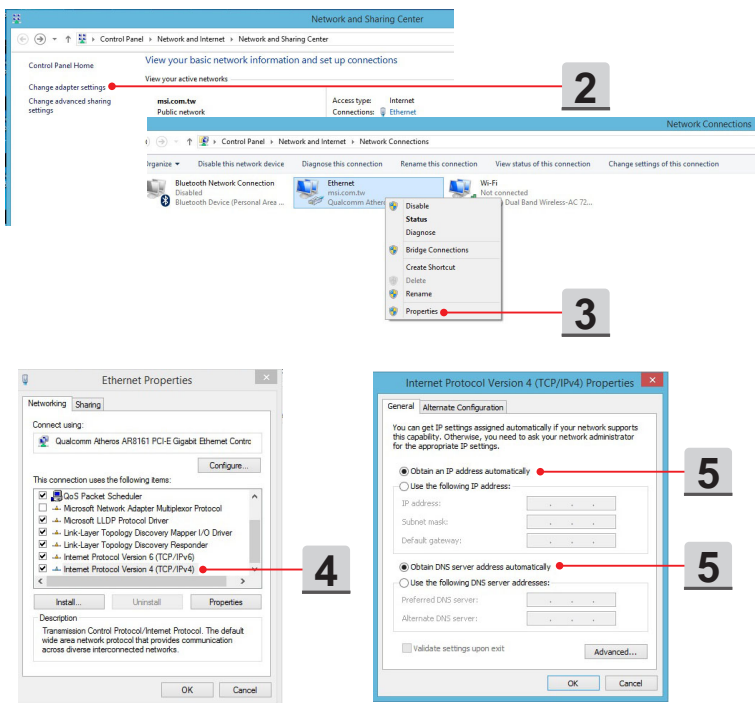 Network and Sharing Center
Control Panel Network and Internet Network and Sharing Center
Control Panel Home
Change adapter settings
Change advanced sharing
settings
View your basic network information and set up connections
View your active networks
msi.com.tw
Public network
Access type: Internet
Connections: Ethernet
2
Network Connections
Control Panel Network and Internet Network Connections
Organize Disable this network device Diagnose this connection Rename this connection View status of this connection Change settings of this connection
Bluetooth Network Connection
Disabled
Bluetooth Device (Personal Area ...
Ethernet
msi.com.tw
Qualcomm Ather
Wi-Fi
Not connected
Dual Band Wireless-AC 72...
Disable
Status
Diagnose
Bridge Connections
Create Shortcut
Delete
Rename
Properties
3
Ethernet Properties
Networking Sharing
Connect using:
Qualcomm Atheros AR8161 PCI-E Gigabit Ethernet Contrc
Configure...
This connection uses the following items:
QoS Packet Scheduler
Microsoft Network Adapter Multiplexor Protocol
Microsoft LLDP Protocol Driver
Link-Layer Topology Discovery Mapper I/O Driver
Link-Layer Topology Discovery Responder
Internet Protocol Version 6 (TCP/IPv6)
Internet Protocol Version 4 (TCP/IPv4)
4
Install... Uninstall Properties
Description
Transmission Control Protocol/Internet Protocol. The default
wide area network protocol that provides communication
across diverse interconnected networks.
OK Cancel
Internet Protocol Version 4 (TCP/IPv4) Properties
General Alternate Configuration
You can get IP settings assigned automatically if your network supports
this capability. Otherwise, you need to ask your network administrator
for the appropriate IP settings.
Obtain an IP address automatically
5
Use the following IP address:
IP address:
Subnet mask:
Default gateway:
Obtain DNS server address automatically
5
Use the following DNS server addresses:
Preferred DNS server:
Alternate DNS server:
Validate settings upon exit
Advanced...
OK Cancel